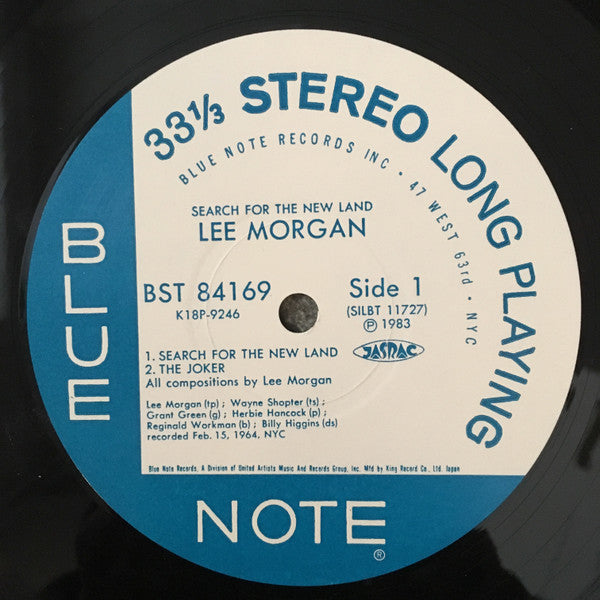 33⅓ STEREO LONG PLAYING
BLUE NOTE RECORDS INC • 47 WEST 63rd • NYC
SEARCH FOR THE NEW LAND
LEE MORGAN
BST 84169
K18P-9246
Side 1
(SILBT 11727)
Ⓟ 1983
JASRAC
1. SEARCH FOR THE NEW LAND
2. THE JOKER
All compositions by Lee Morgan
Lee Morgan (tp) ; Wayne Shopter (ts) ;
Grant Green (g) ; Herbie Hancock (p) ;
Reginald Workman (b) ; Billy Higgins (ds)
recorded Feb. 15, 1964, NYC
Blue Note Records, A Division of United Artists Music And Records Group, Inc. Mfd by King Record Co., Ltd. Japan
BLUE
NOTE
®